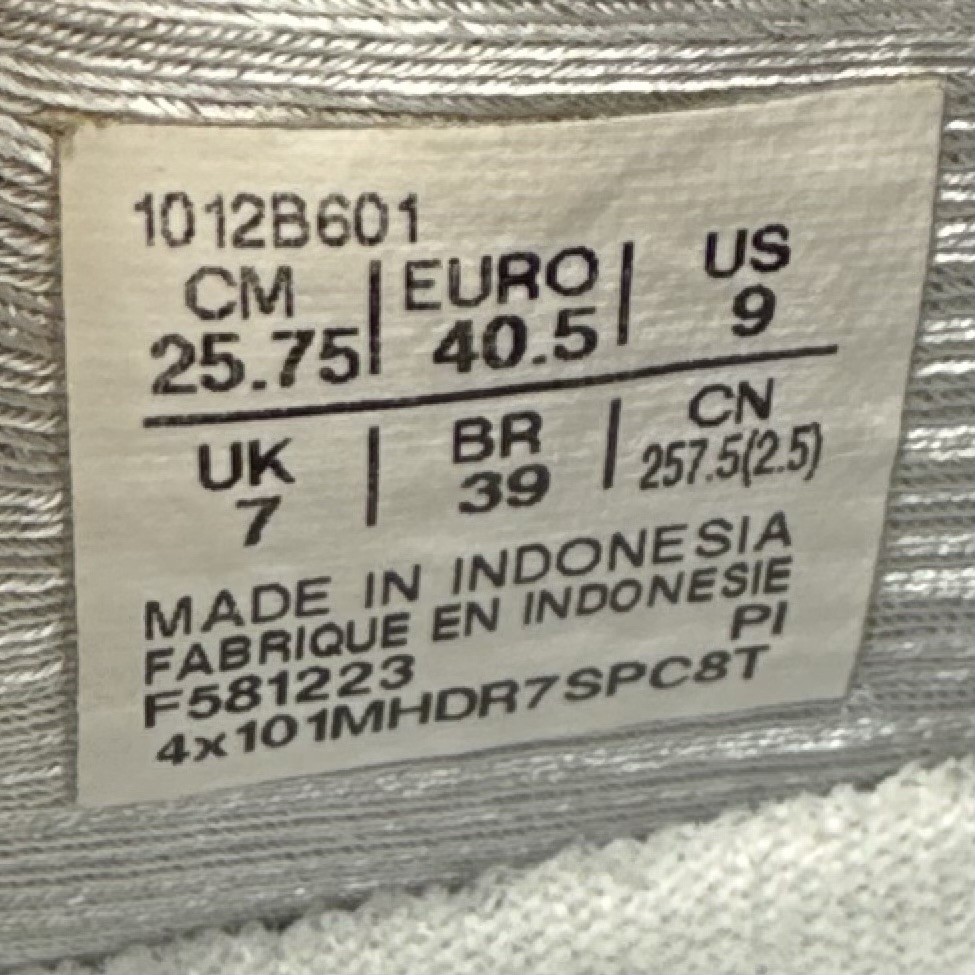 1012B601
CM | EURO | US
25.75 | 40.5 | 9
UK | BR | CN
7 | 39 | 257.5(2.5)
MADE IN INDONESIA
FABRIQUE EN INDONESIE
F581223 PI
4x101MHDR7SPC8T